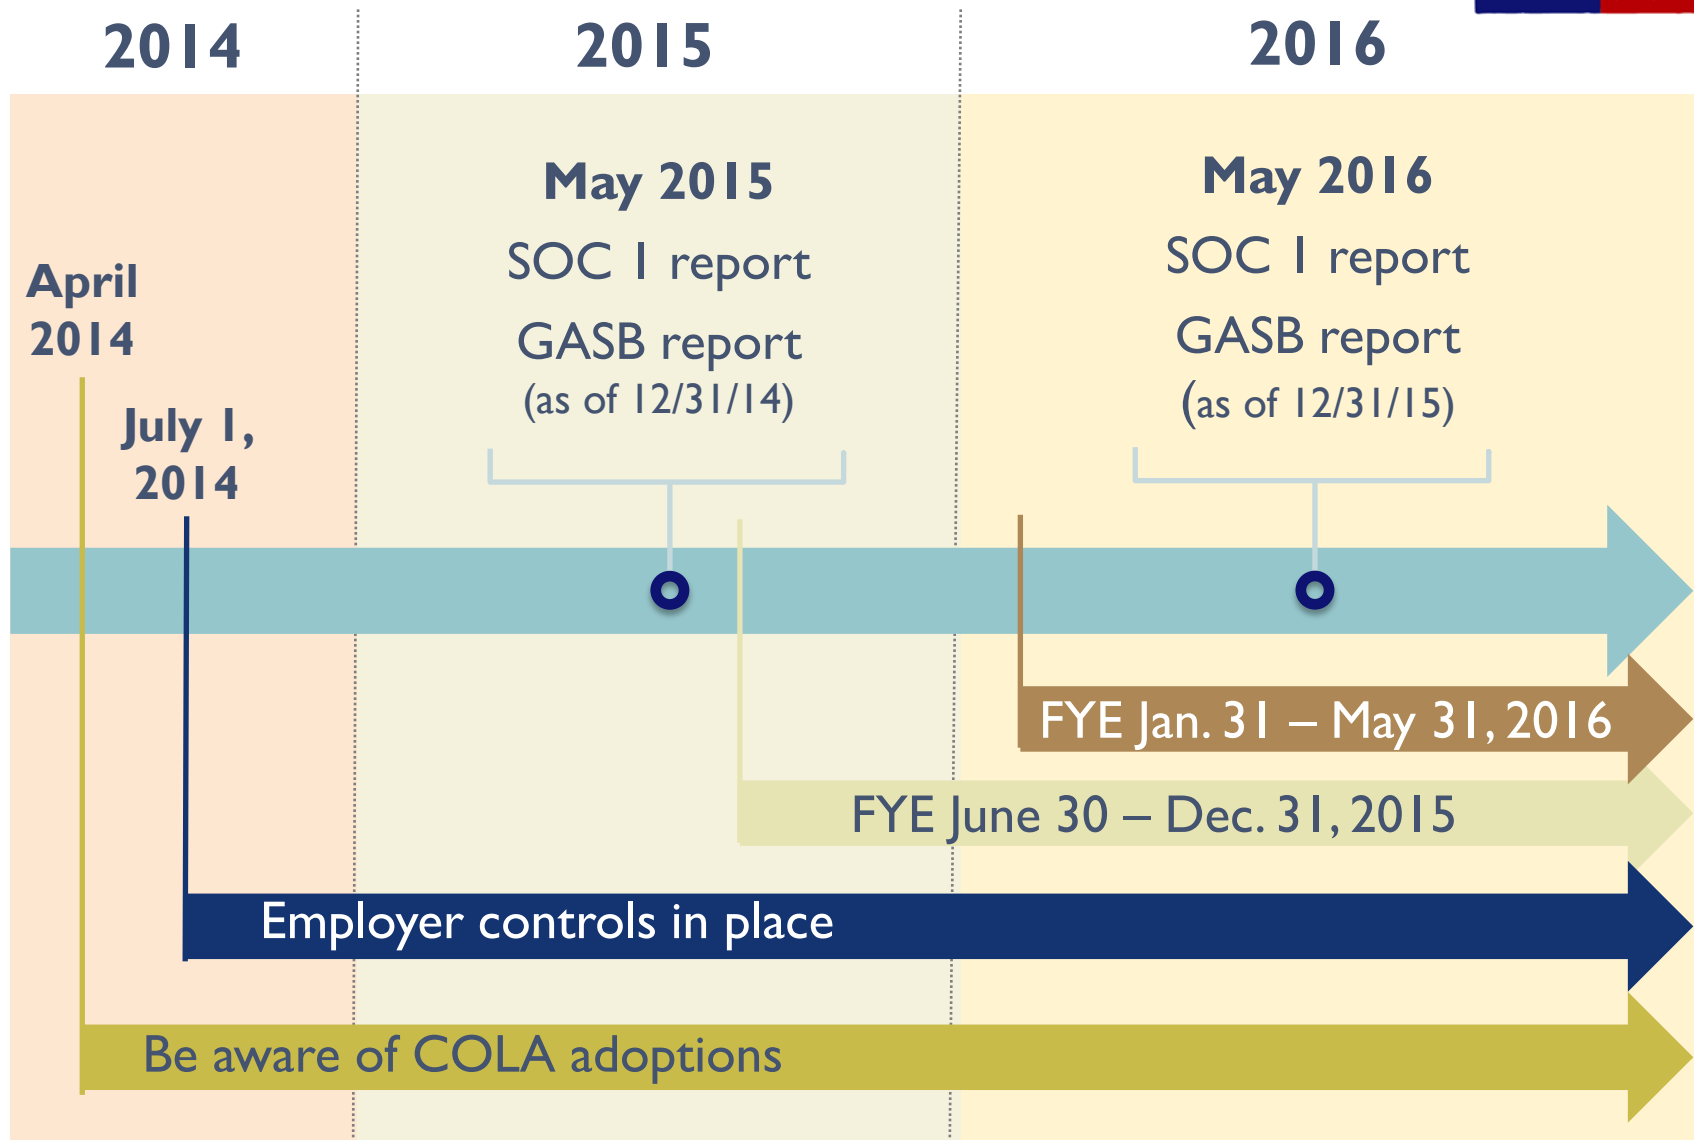 2014
2015
2016
April
2014
July 1,
2014
May 2015
SOC 1 report
GASB report
(as of 12/31/14)
May 2016
SOC 1 report
GASB report
(as of 12/31/15)
FYE Jan. 31 – May 31, 2016
FYE June 30 – Dec. 31, 2015
Employer controls in place
Be aware of COLA adoptions